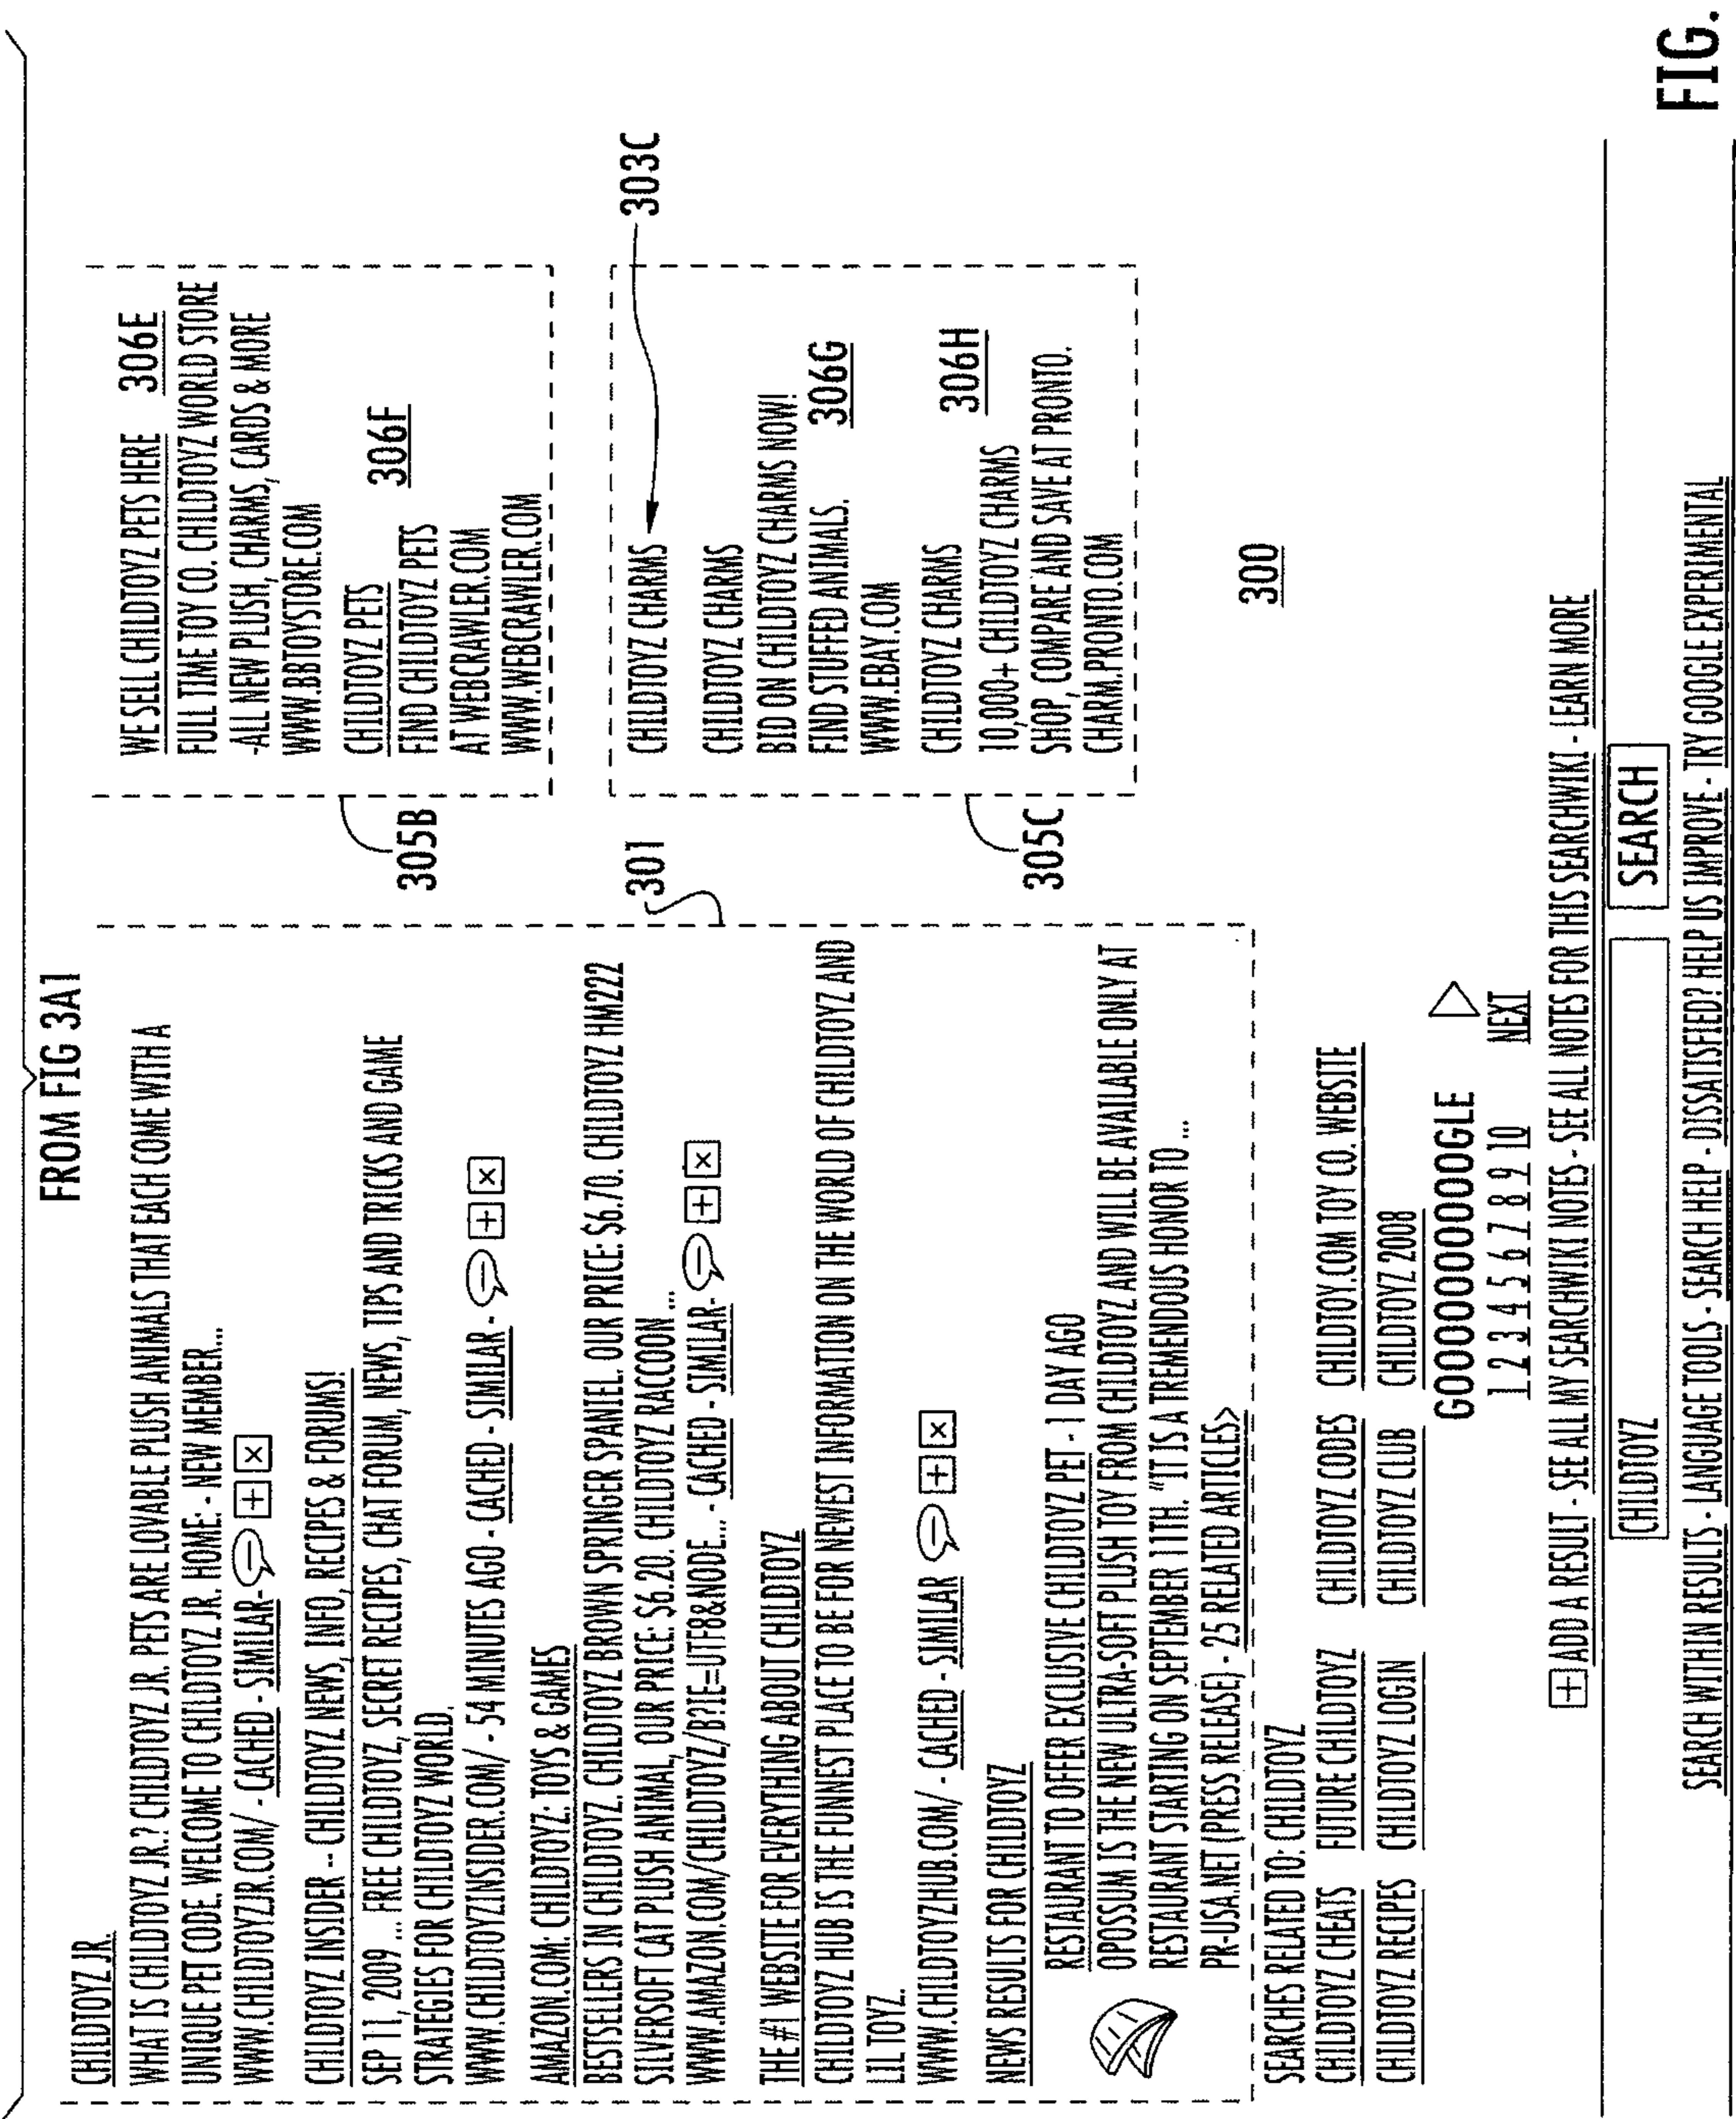 FROM FIG 3A1
CHILDTOYZ JR.
WHAT IS CHILDTOYZ JR.? CHILDTOYZ JR. PETS ARE LOVABLE PLUSH ANIMALS THAT EACH COME WITH A
UNIQUE PET CODE. WELCOME TO CHILDTOYZ JR. HOME: - NEW MEMBER...
WWW.CHILDTOYZJR.COM/ - CACHED - SIMILAR-
CHILDTOYZ INSIDER -- CHILDTOYZ NEWS, INFO, RECIPES & FORUMS!
SEP 11, 2009 ... FREE CHILDTOYZ, SECRET RECIPES, CHAT FORUM, NEWS, TIPS AND TRICKS AND GAME
STRATEGIES FOR CHILDTOYZ WORLD.
WWW.CHILDTOYZINSIDER.COM/ - 54 MINUTES AGO - CACHED - SIMILAR -
AMAZON.COM: CHILDTOYZ: TOYS & GAMES
BESTSELLERS IN CHILDTOYZ. CHILDTOYZ BROWN SPRINGER SPANIEL. OUR PRICE: $6.70. CHILDTOYZ HM222
SILVERSOFT CAT PLUSH ANIMAL, OUR PRICE: $6.20. CHILDTOYZ RACCOON ...
WWW.AMAZON.COM/CHILDTOYZ/B?IE=UTF8&NODE... - CACHED - SIMILAR-
THE #1 WEBSITE FOR EVERYTHING ABOUT CHILDTOYZ
CHILDTOYZ HUB IS THE FUNNEST PLACE TO BE FOR NEWEST INFORMATION ON THE WORLD OF CHILDTOYZ AND
LIL TOYZ.
WWW.CHILDTOYZHUB.COM/ - CACHED - SIMILAR
NEWS RESULTS FOR CHILDTOYZ
RESTAURANT TO OFFER EXCLUSIVE CHILDTOYZ PET - 1 DAY AGO
OPOSSUM IS THE NEW ULTRA-SOFT PLUSH TOY FROM CHILDTOYZ AND WILL BE AVAILABLE ONLY AT
RESTAURANT STARTING ON SEPTEMBER 11TH. "IT IS A TREMENDOUS HONOR TO ...
PR-USA.NET (PRESS RELEASE) - 25 RELATED ARTICLES>
301
WE SELL CHILDTOYZ PETS HERE 306E
FULL TIME TOY CO. CHILDTOYZ WORLD STORE
-ALL NEW PLUSH, CHARMS, CARDS & MORE
WWW.BBTOYSTORE.COM
CHILDTOYZ PETS 306F
FIND CHILDTOYZ PETS
AT WEBCRAWLER.COM
WWW.WEBCRAWLER.COM
305B
303C
CHILDTOYZ CHARMS
CHILDTOYZ CHARMS
BID ON CHILDTOYZ CHARMS NOW!
FIND STUFFED ANIMALS. 306G
WWW.EBAY.COM
CHILDTOYZ CHARMS 306H
10,000+ CHILDTOYZ CHARMS
SHOP, COMPARE AND SAVE AT PRONTO.
CHARM.PRONTO.COM
305C
300
SEARCHES RELATED TO: CHILDTOYZ
CHILDTOYZ CHEATS FUTURE CHILDTOYZ CHILDTOYZ CODES CHILDTOY.COM TOY CO. WEBSITE
CHILDTOYZ RECIPES CHILDTOYZ LOGIN CHILDTOYZ CLUB CHILDTOYZ 2008
GOOOOOOOOOOGLE
1 2 3 4 5 6 7 8 9 10 NEXT
ADD A RESULT - SEE ALL MY SEARCHWIKI NOTES - SEE ALL NOTES FOR THIS SEARCHWIKI - LEARN MORE
CHILDTOYZ SEARCH
SEARCH WITHIN RESULTS - LANGUAGE TOOLS - SEARCH HELP - DISSATISFIED? HELP US IMPROVE - TRY GOOGLE EXPERIMENTAL
FIG.